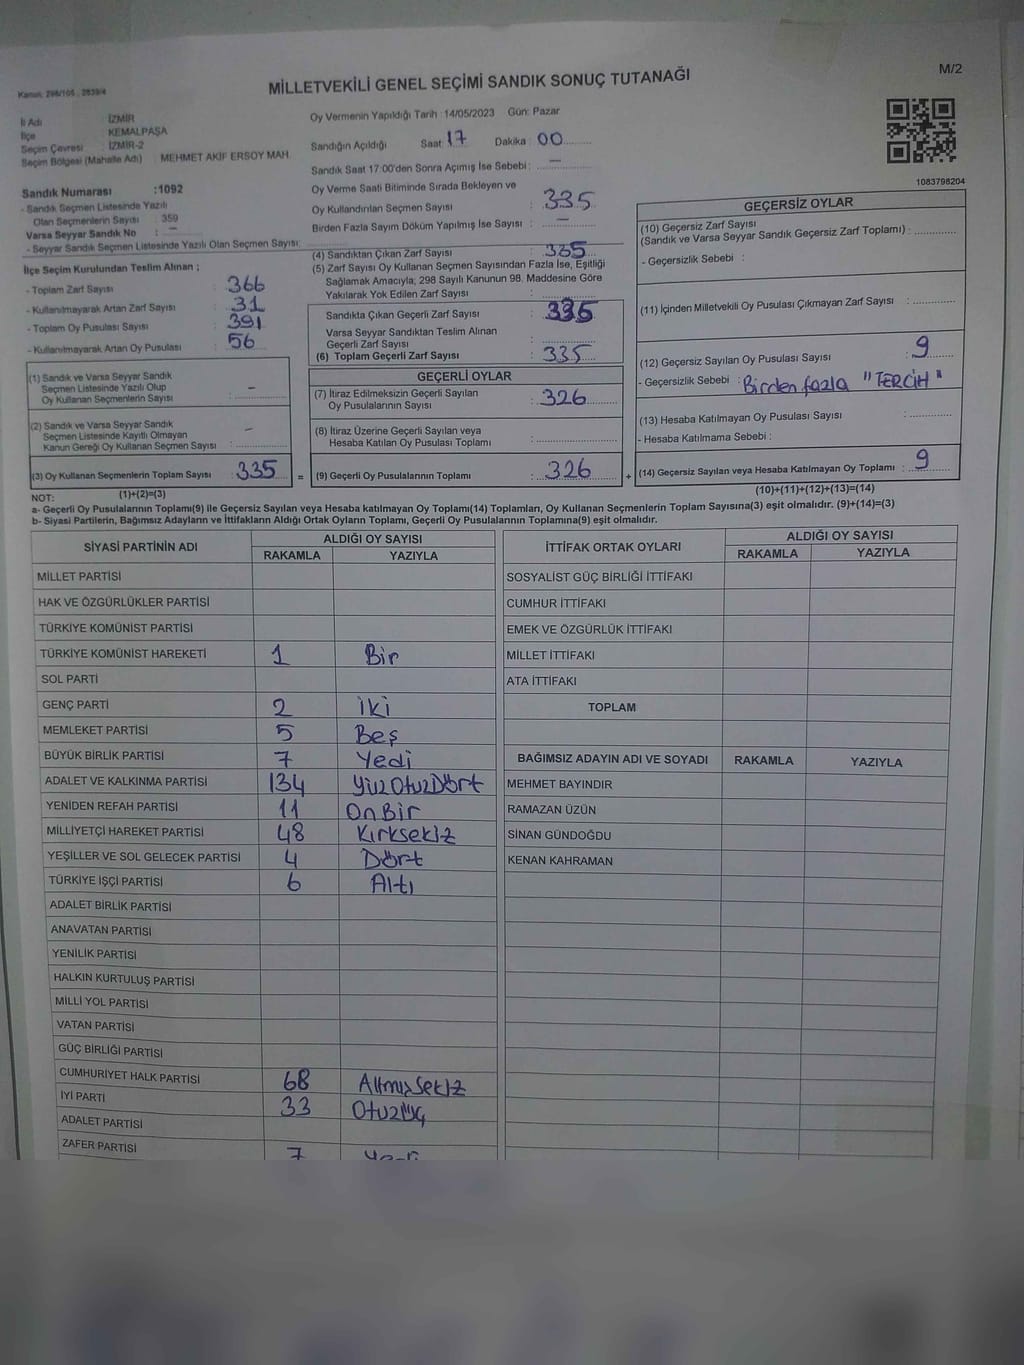 M/2
Kanun: 298/105 , 2839/4
MİLLETVEKİLİ GENEL SEÇİMİ SANDIK SONUÇ TUTANAĞI
İl Adı İZMİR
İlçe KEMALPAŞA
Seçim Çevresi : İZMİR-2
Seçim Bölgesi (Mahalle Adı) : MEHMET AKİF ERSOY MAH.
Sandık Numarası :1092
- Sandık Seçmen Listesinde Yazılı
Olan Seçmenlerin Sayısı : 359
Varsa Seyyar Sandık No : —
- Seyyar Sandık Seçmen Listesinde Yazılı Olan Seçmen Sayısı:
Oy Vermenin Yapıldığı Tarih : 14/05/2023 Gün: Pazar
Sandığın Açıldığı Saat: 17 Dakika : 00
Sandık Saat 17:00'den Sonra Açımış İse Sebebi : —
Oy Verme Saati Bitiminde Sırada Bekleyen ve
Oy Kullandırılan Seçmen Sayısı : 335
Birden Fazla Sayım Döküm Yapılmış İse Sayısı : —
1083798204
İlçe Seçim Kurulundan Teslim Alınan ;
- Toplam Zarf Sayısı : 366
- Kullanılmayarak Artan Zarf Sayısı : 31
- Toplam Oy Pusulası Sayısı : 391
- Kullanılmayarak Artan Oy Pusulası : 56
(4) Sandıktan Çıkan Zarf Sayısı : 335
(5) Zarf Sayısı Oy Kullanan Seçmen Sayısından Fazla İse, Eşitliği
Sağlamak Amacıyla, 298 Sayılı Kanunun 98. Maddesine Göre
Yakılarak Yok Edilen Zarf Sayısı :
Sandıkta Çıkan Geçerli Zarf Sayısı : 335
Varsa Seyyar Sandıktan Teslim Alınan
Geçerli Zarf Sayısı :
(6) Toplam Geçerli Zarf Sayısı : 335
GEÇERSİZ OYLAR
(10) Geçersiz Zarf Sayısı
(Sandık ve Varsa Seyyar Sandık Geçersiz Zarf Toplamı) :
- Geçersizlik Sebebi :
(11) İçinden Milletvekili Oy Pusulası Çıkmayan Zarf Sayısı :
(12) Geçersiz Sayılan Oy Pusulası Sayısı : 9
- Geçersizlik Sebebi : Birden fazla "TERCİH"
(13) Hesaba Katılmayan Oy Pusulası Sayısı :
- Hesaba Katılmama Sebebi :
(1) Sandık ve Varsa Seyyar Sandık
Seçmen Listesinde Yazılı Olup
Oy Kullanan Seçmenlerin Sayısı : —
(2) Sandık ve Varsa Seyyar Sandık
Seçmen Listesinde Kayıtlı Olmayan
Kanun Gereği Oy Kullanan Seçmen Sayısı : —
GEÇERLİ OYLAR
(7) İtiraz Edilmeksizin Geçerli Sayılan
Oy Pusulalarının Sayısı : 326
(8) İtiraz Üzerine Geçerli Sayılan veya
Hesaba Katılan Oy Pusulası Toplamı :
(3) Oy Kullanan Seçmenlerin Toplam Sayısı : 335 = (9) Geçerli Oy Pusulalarının Toplamı : 326 + (14) Geçersiz Sayılan veya Hesaba Katılmayan Oy Toplamı : 9
NOT: (1)+(2)=(3) (10)+(11)+(12)+(13)=(14)
a- Geçerli Oy Pusulalarının Toplamı(9) ile Geçersiz Sayılan veya Hesaba katılmayan Oy Toplamı(14) Toplamları, Oy Kullanan Seçmenlerin Toplam Sayısına(3) eşit olmalıdır. (9)+(14)=(3)
b- Siyasi Partilerin, Bağımsız Adayların ve İttifakların Aldığı Ortak Oyların Toplamı, Geçerli Oy Pusulalarının Toplamına(9) eşit olmalıdır.
SİYASİ PARTİNİN ADI ALDIĞI OY SAYISI
RAKAMLA YAZIYLA
MİLLET PARTİSİ
HAK VE ÖZGÜRLÜKLER PARTİSİ
TÜRKİYE KOMÜNİST PARTİSİ
TÜRKİYE KOMÜNİST HAREKETİ 1 Bir
SOL PARTİ
GENÇ PARTİ 2 İki
MEMLEKET PARTİSİ 5 Beş
BÜYÜK BİRLİK PARTİSİ 7 Yedi
ADALET VE KALKINMA PARTİSİ 134 YüzOtuzDört
YENİDEN REFAH PARTİSİ 11 OnBir
MİLLİYETÇİ HAREKET PARTİSİ 48 Kırksekiz
YEŞİLLER VE SOL GELECEK PARTİSİ 4 Dört
TÜRKİYE İŞÇİ PARTİSİ 6 Altı
ADALET BİRLİK PARTİSİ
ANAVATAN PARTİSİ
YENİLİK PARTİSİ
HALKIN KURTULUŞ PARTİSİ
MİLLİ YOL PARTİSİ
VATAN PARTİSİ
GÜÇ BİRLİĞİ PARTİSİ
CUMHURİYET HALK PARTİSİ 68 AltmışSekiz
İYİ PARTİ 33 OtuzÜç
ADALET PARTİSİ
ZAFER PARTİSİ 7
İTTİFAK ORTAK OYLARI ALDIĞI OY SAYISI
RAKAMLA YAZIYLA
SOSYALİST GÜÇ BİRLİĞİ İTTİFAKI
CUMHUR İTTİFAKI
EMEK VE ÖZGÜRLÜK İTTİFAKI
MİLLET İTTİFAKI
ATA İTTİFAKI
TOPLAM
BAĞIMSIZ ADAYIN ADI VE SOYADI RAKAMLA YAZIYLA
MEHMET BAYINDIR
RAMAZAN ÜZÜN
SİNAN GÜNDOĞDU
KENAN KAHRAMAN